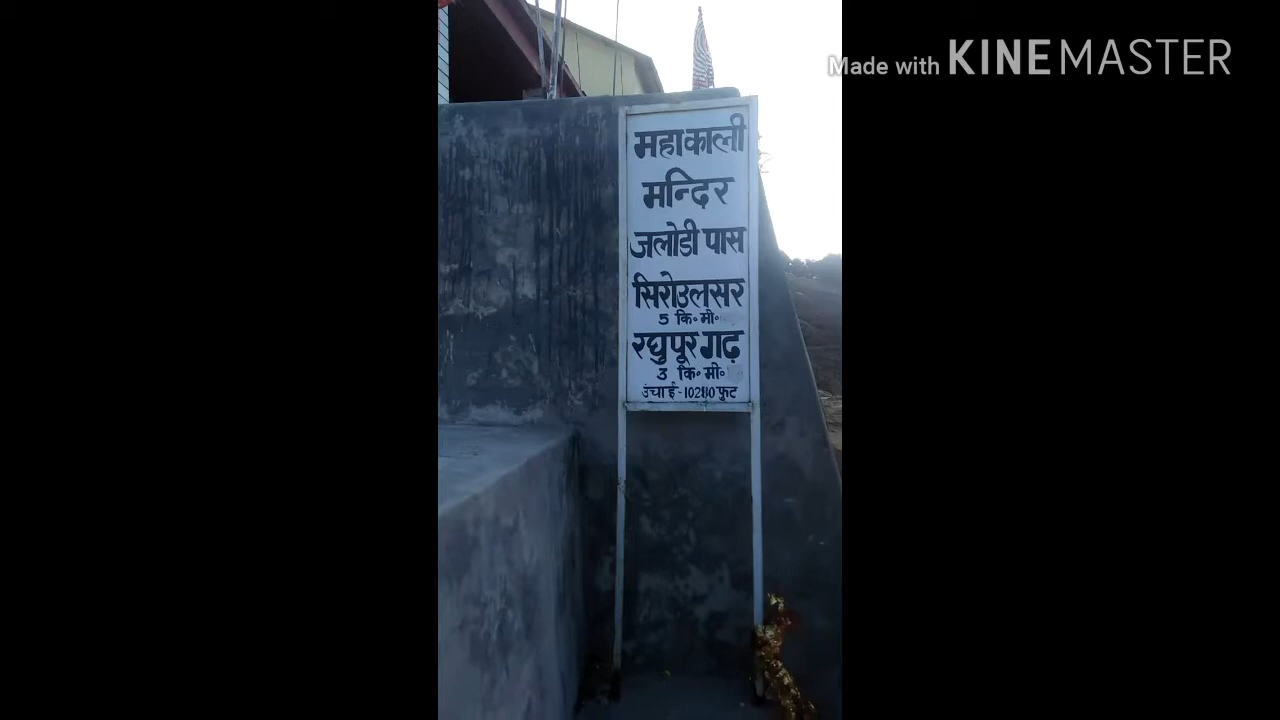 Made with KINEMASTER
महाकाली
मन्दिर
जलोडी पास
सिरोउलसर
5 कि॰ मी॰
रघुपूर गढ़
3 कि॰ मी॰
उंचाई - 10280 फुट